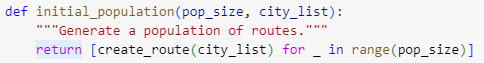 def initial_population(pop_size, city_list):
    """Generate a population of routes."""
    return [create_route(city_list) for _ in range(pop_size)]